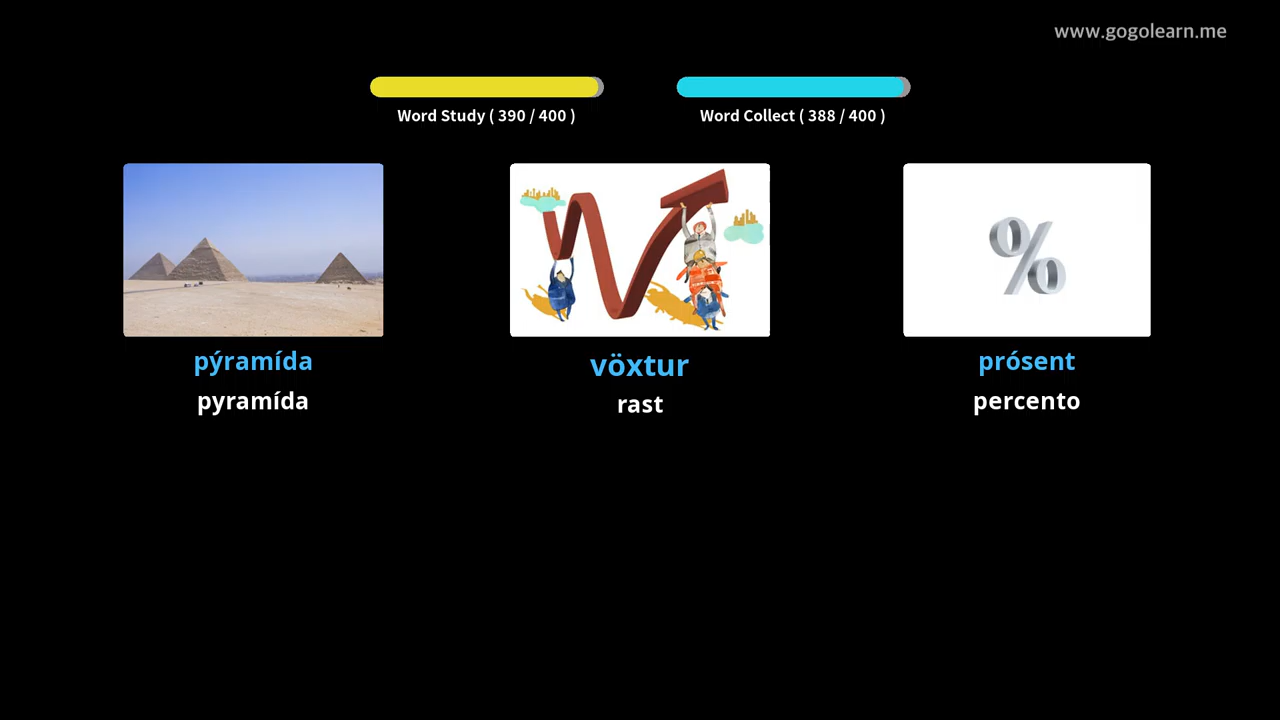 www.gogolearn.me
Word Study ( 390 / 400 )
Word Collect ( 388 / 400 )
pýramída
vöxtur
prósent
pyramída
rast
percento